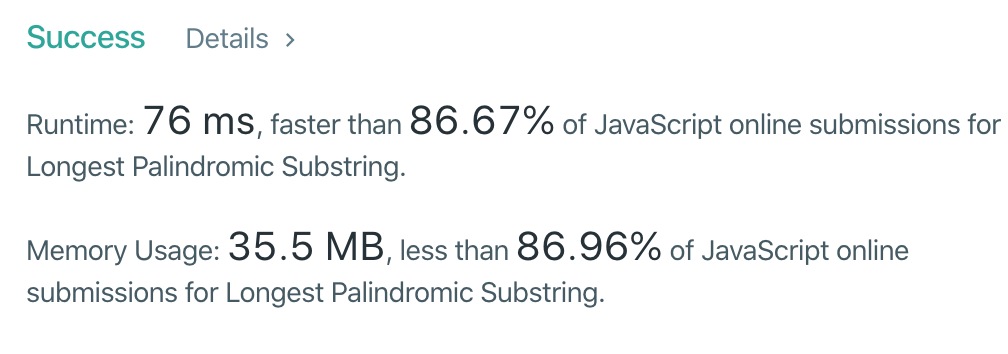 Success Details >
Runtime: 76 ms, faster than 86.67% of JavaScript online submissions for
Longest Palindromic Substring.
Memory Usage: 35.5 MB, less than 86.96% of JavaScript online
submissions for Longest Palindromic Substring.